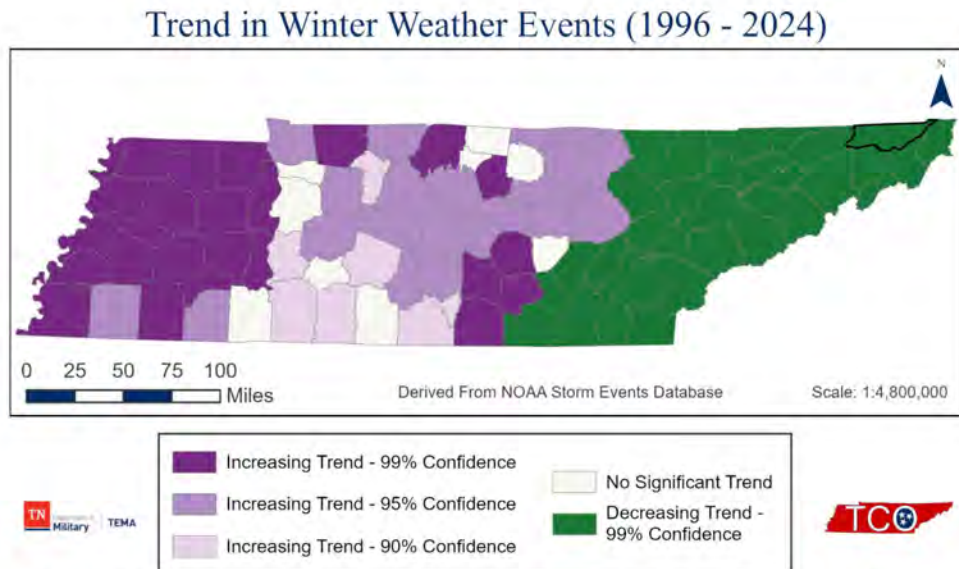 Trend in Winter Weather Events (1996 - 2024)
N
0 25 50 75 100
Miles
Derived From NOAA Storm Events Database
Scale: 1:4,800,000
Increasing Trend - 99% Confidence
Increasing Trend - 95% Confidence
Increasing Trend - 90% Confidence
No Significant Trend
Decreasing Trend -
99% Confidence
TN
Department of
Military
TEMA
TCO